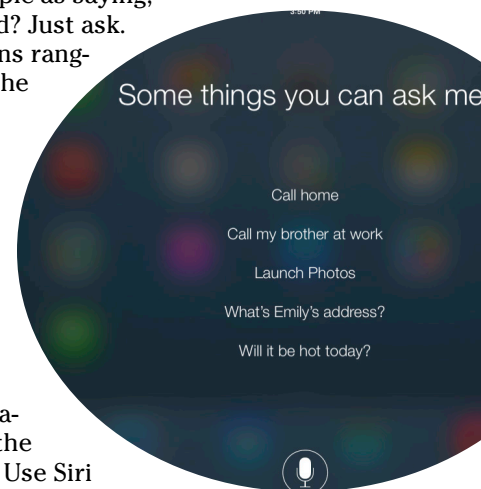 ple as saying,
d? Just ask.
ns rang-
he
3:50 PM
Some things you can ask me
Call home
Call my brother at work
Launch Photos
What's Emily's address?
Will it be hot today?
a-
the
Use Siri